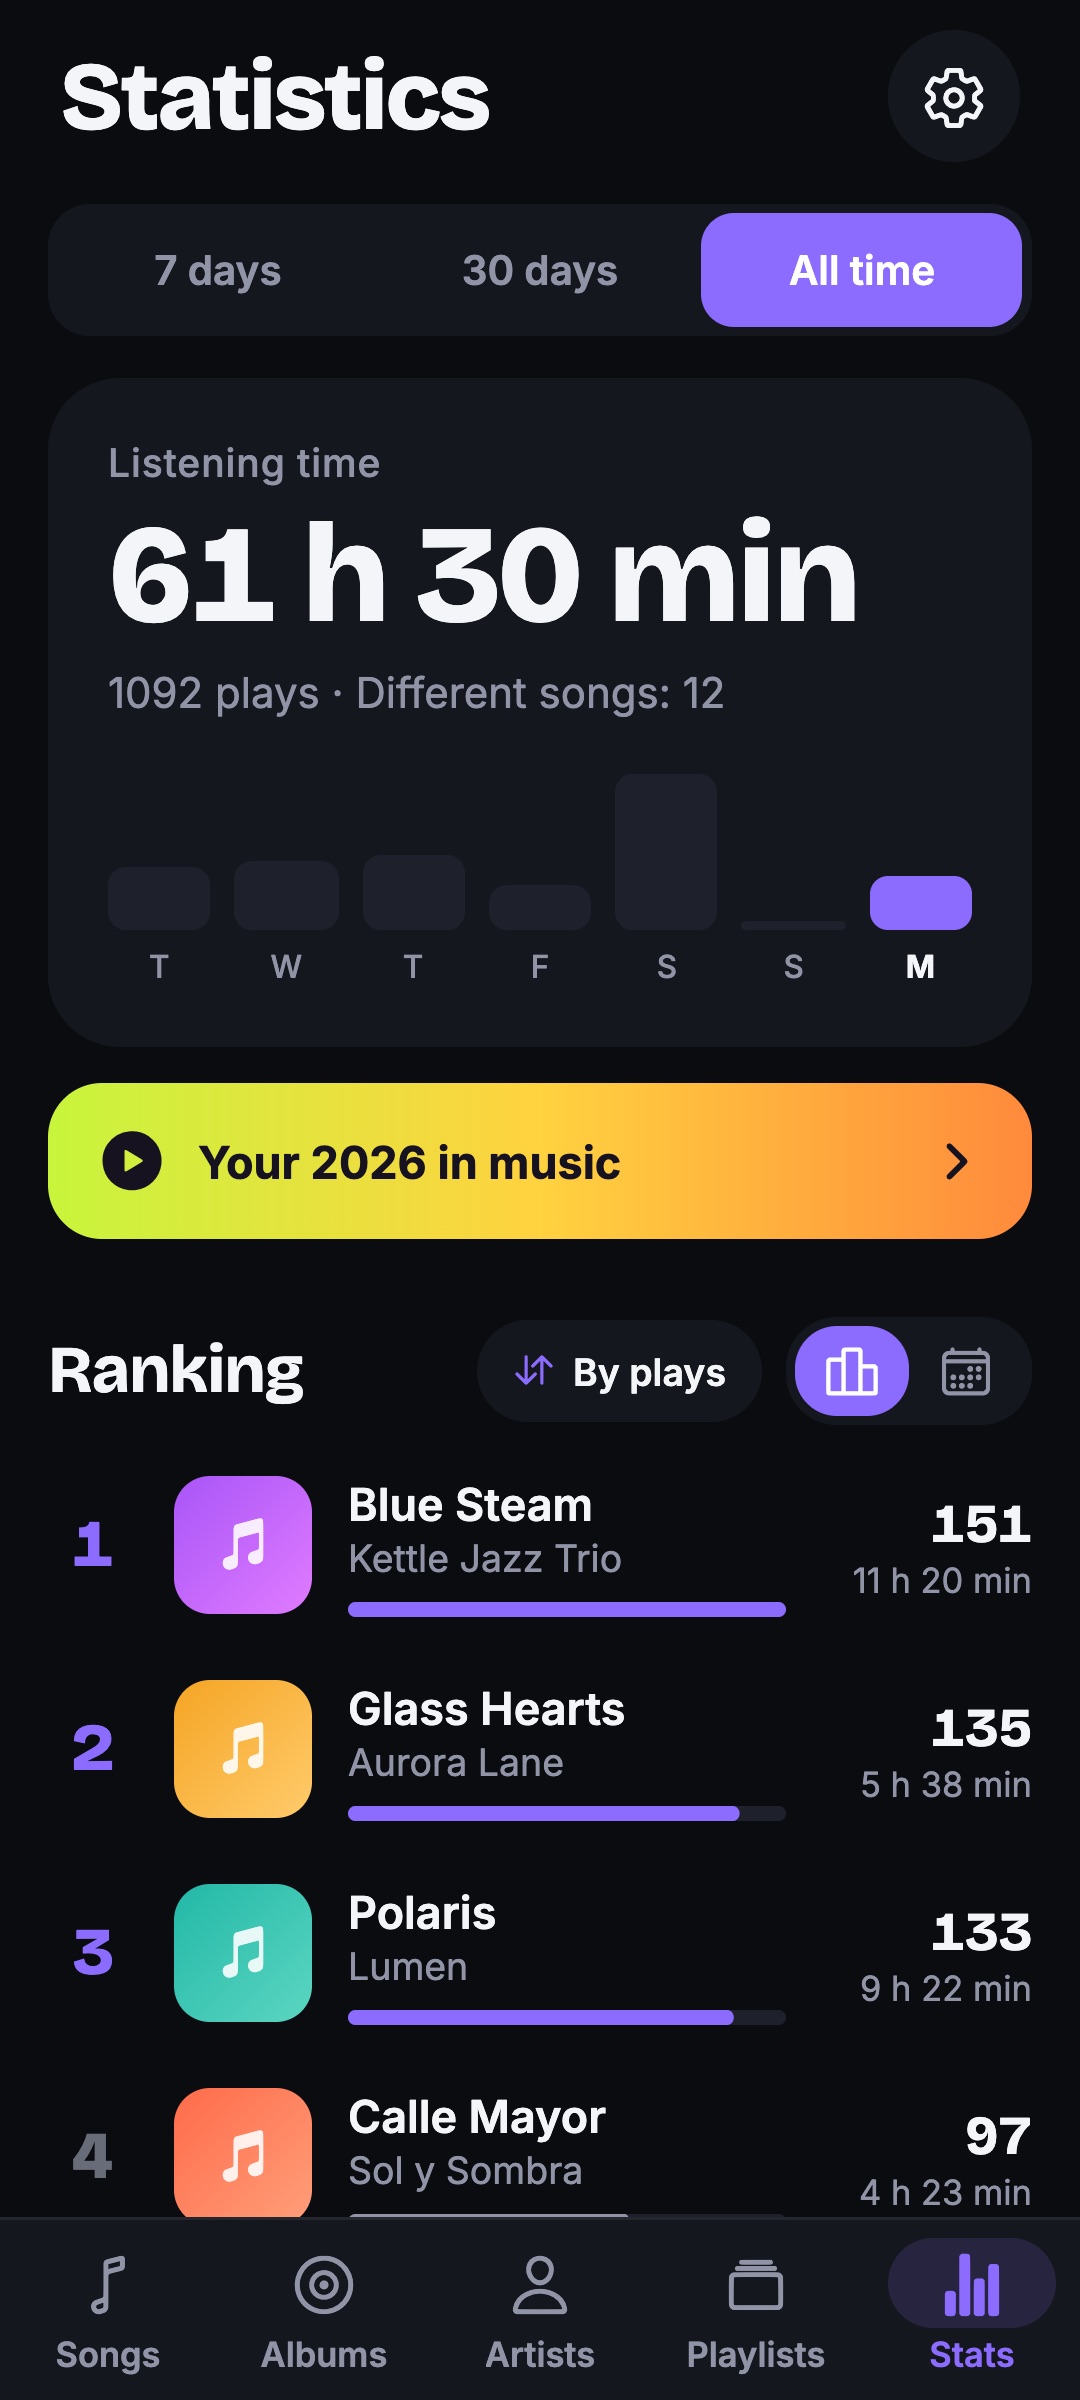 Statistics
7 days
30 days
All time
Listening time
61 h 30 min
1092 plays · Different songs: 12
T W T F S S M
Your 2026 in music
Ranking
By plays
1
Blue Steam
Kettle Jazz Trio
151
11 h 20 min
2
Glass Hearts
Aurora Lane
135
5 h 38 min
3
Polaris
Lumen
133
9 h 22 min
4
Calle Mayor
Sol y Sombra
97
4 h 23 min
Songs
Albums
Artists
Playlists
Stats